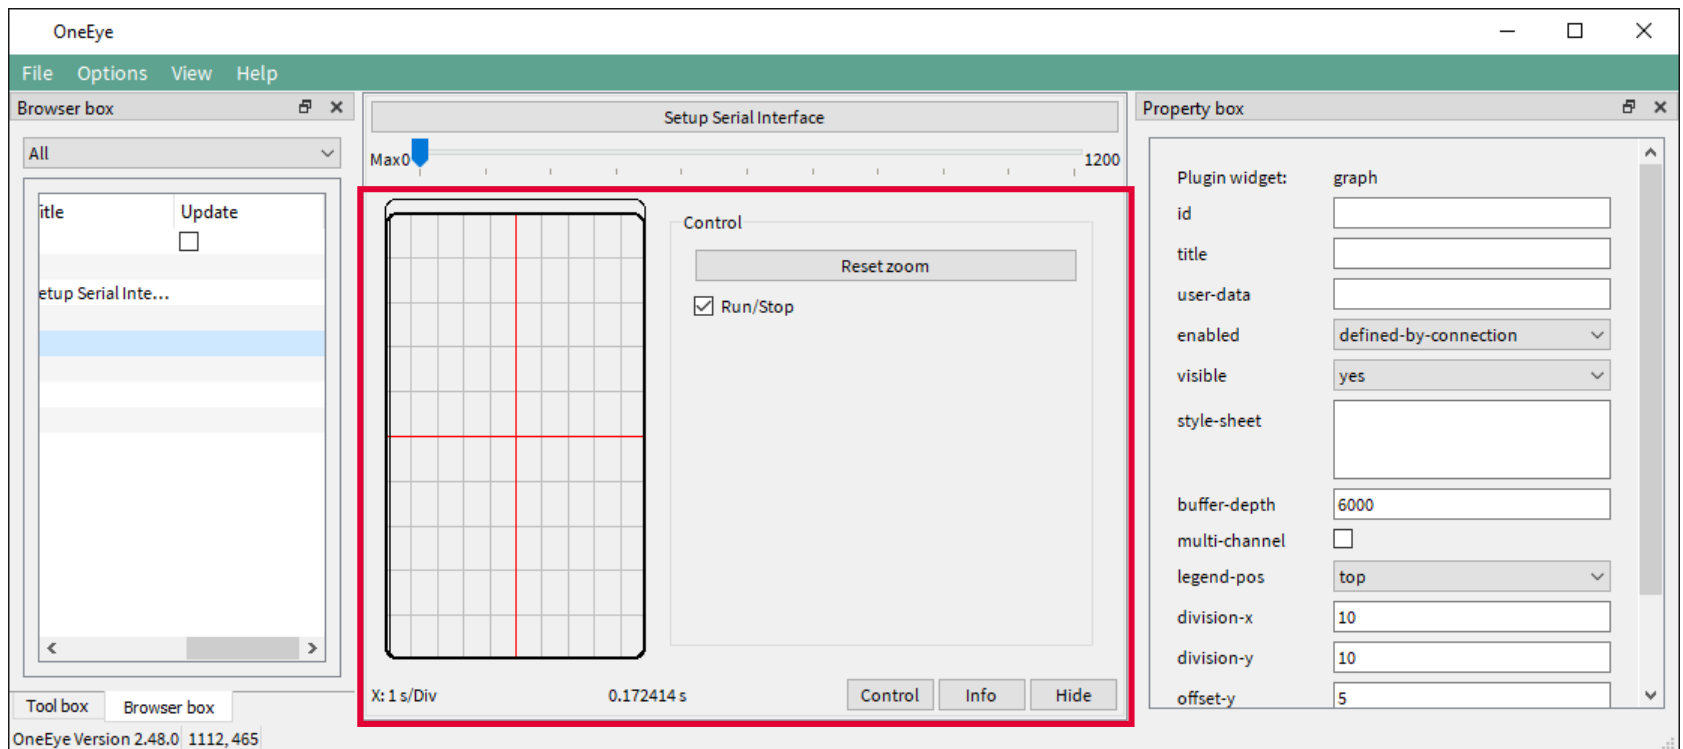 OneEye
File Options View Help
Browser box
All
itle Update
etup Serial Inte...
Tool box Browser box
OneEye Version 2.48.0 1112, 465
Setup Serial Interface
Max 0 1200
Control
Reset zoom
Run/Stop
X: 1 s/Div 0.172414 s Control Info Hide
Property box
Plugin widget: graph
id
title
user-data
enabled defined-by-connection
visible yes
style-sheet
buffer-depth 6000
multi-channel
legend-pos top
division-x 10
division-y 10
offset-y 5